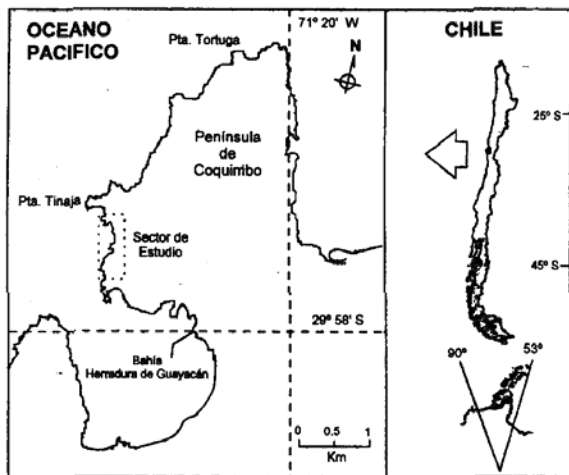 OCEANO
PACIFICO
Pta. Tortuga
71° 20' W
N
Península
de
Coquimbo
Pta. Tinaja
Sector de
Estudio
29° 58' S
Bahía
Herradura de Guayacán
0 0.5 1
Km
CHILE
25° S
45° S
90° 53°